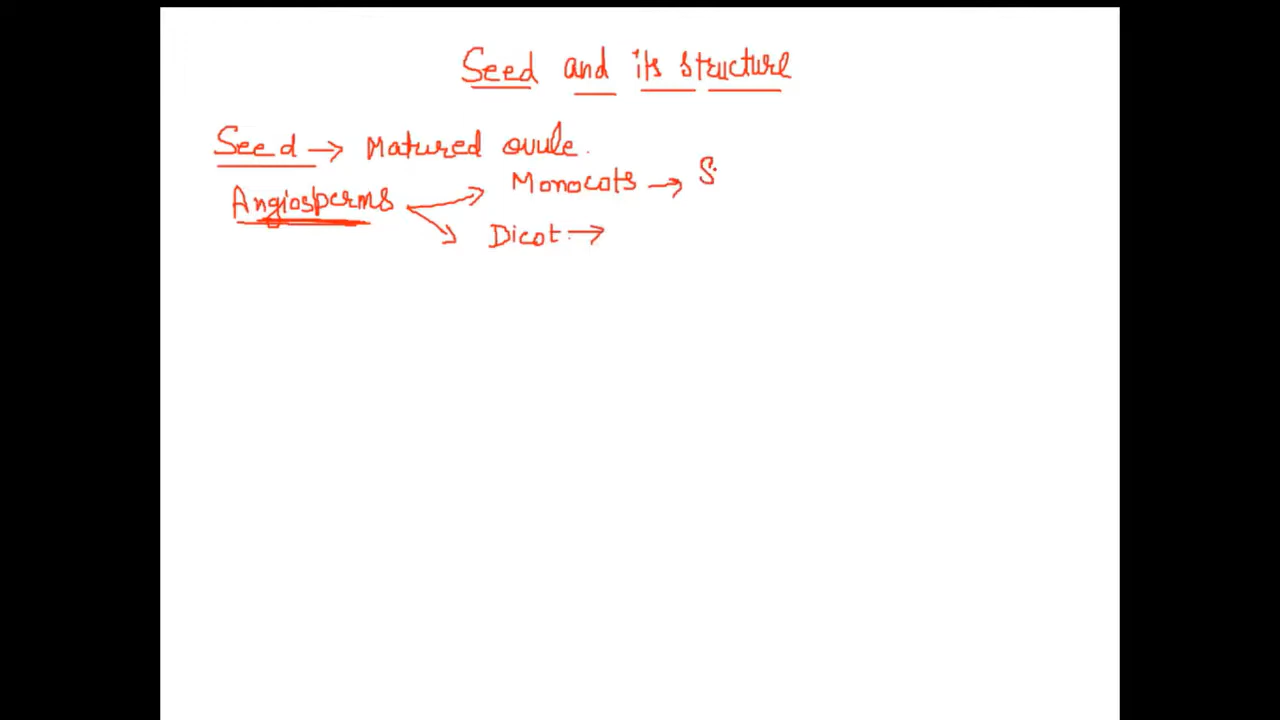 Seed and its structure
Seed → Matured ovule.
Monocots → S
Angiosperms
Dicot →